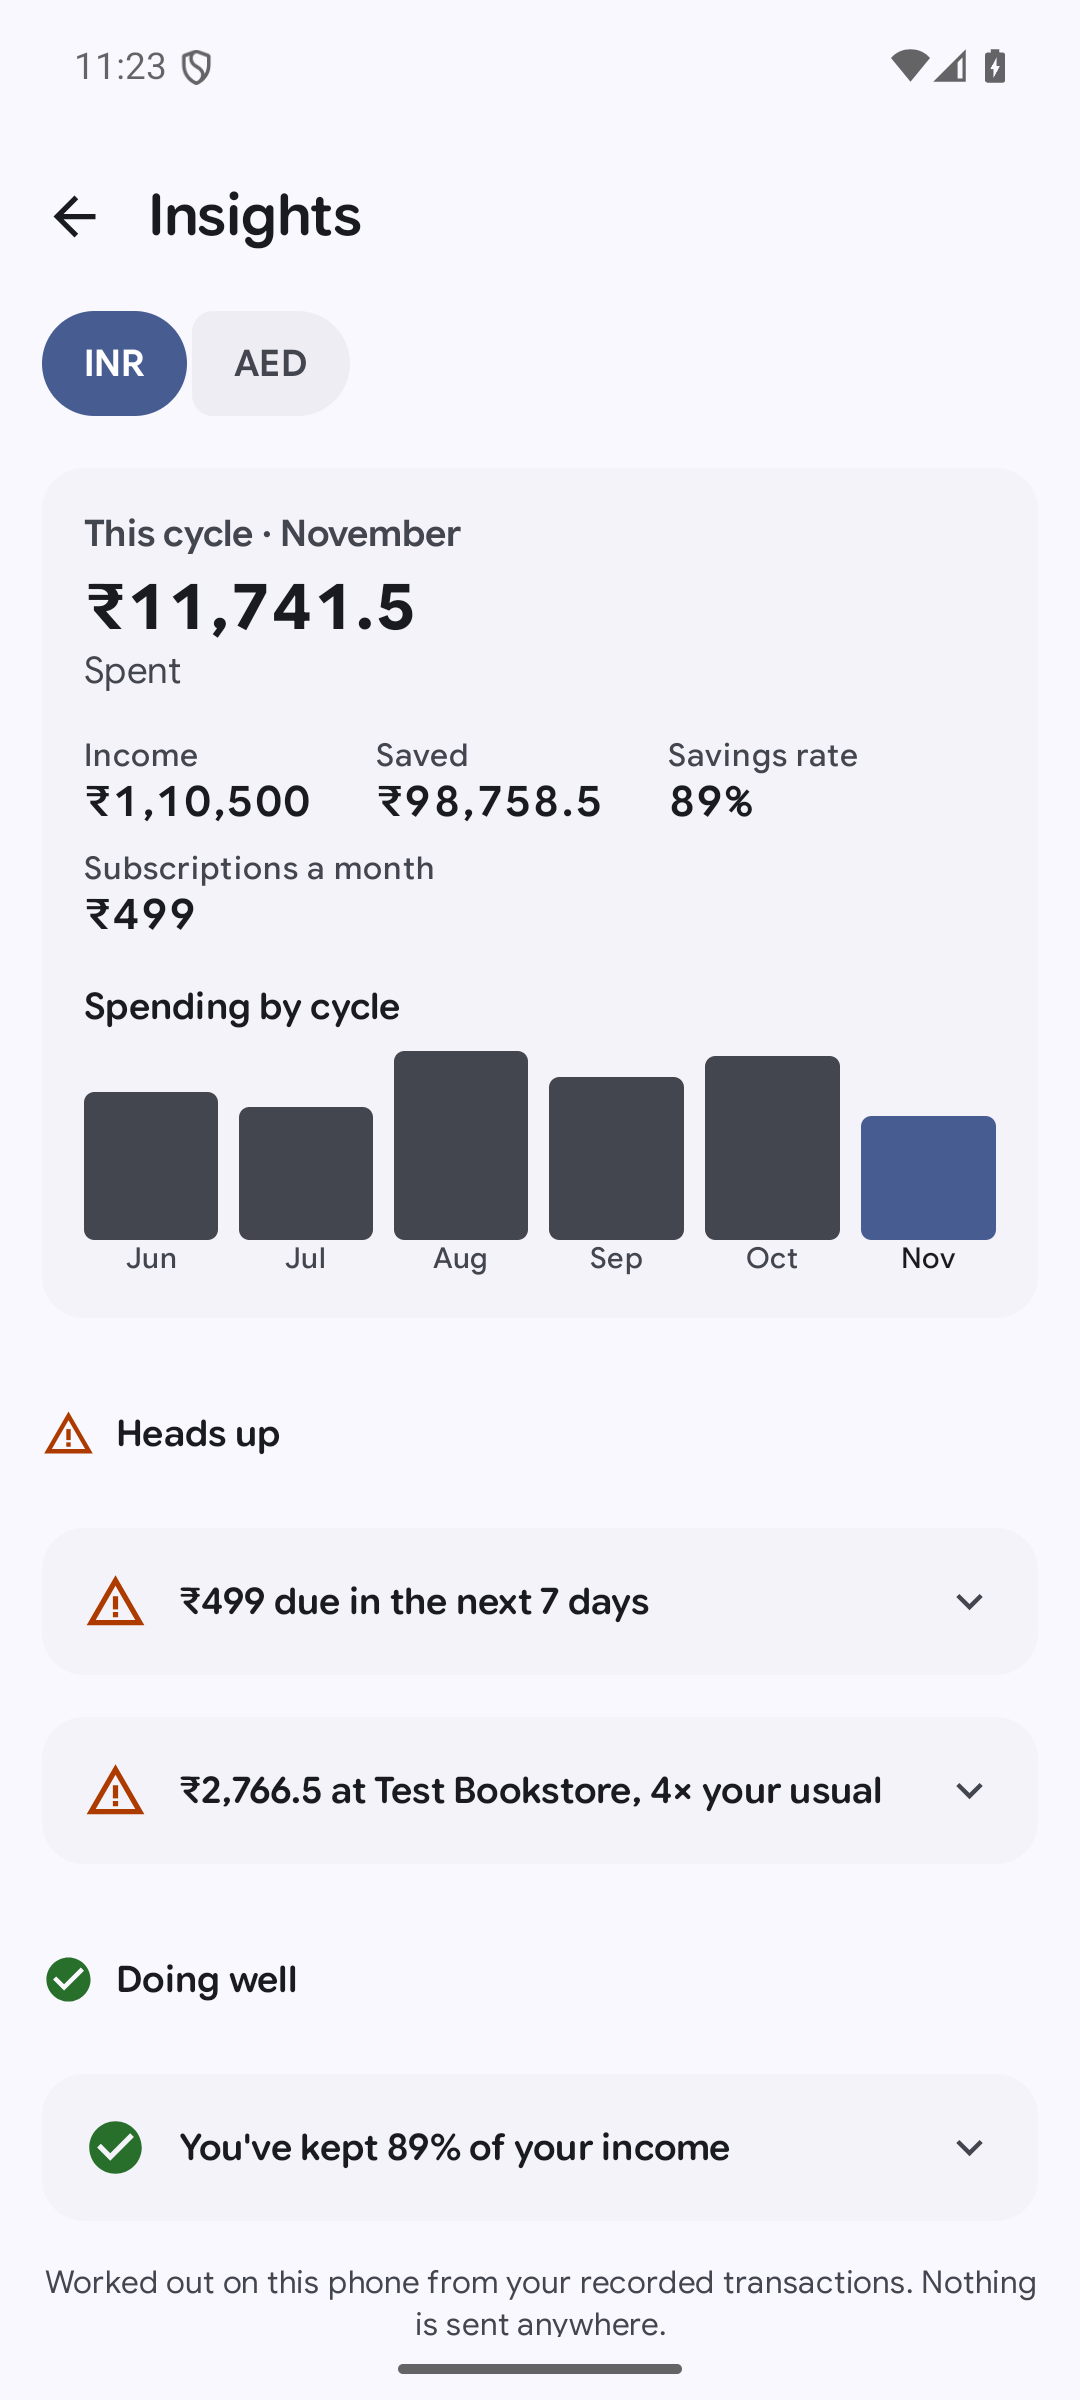 11:23
Insights
INR AED
This cycle · November
₹11,741.5
Spent
Income Saved Savings rate
₹1,10,500 ₹98,758.5 89%
Subscriptions a month
₹499
Spending by cycle
Jun Jul Aug Sep Oct Nov
Heads up
₹499 due in the next 7 days
₹2,766.5 at Test Bookstore, 4× your usual
Doing well
You've kept 89% of your income
Worked out on this phone from your recorded transactions. Nothing
is sent anywhere.